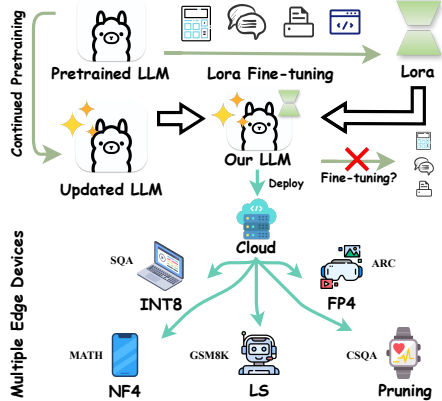 Continued Pretraining
Pretrained LLM
Lora Fine-tuning
Lora
Updated LLM
Our LLM
Fine-tuning?
Deploy
Cloud
Multiple Edge Devices
SQA
INT8
ARC
FP4
MATH
NF4
GSM8K
LS
CSQA
Pruning